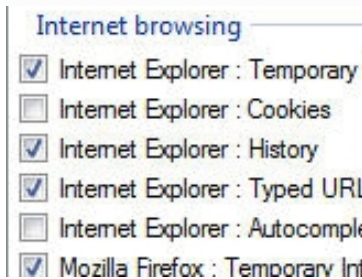 Internet browsing
Internet Explorer : Temporary
Internet Explorer : Cookies
Internet Explorer : History
Internet Explorer : Typed URL
Internet Explorer : Autocomple
Mozilla Firefox : Temporary Int